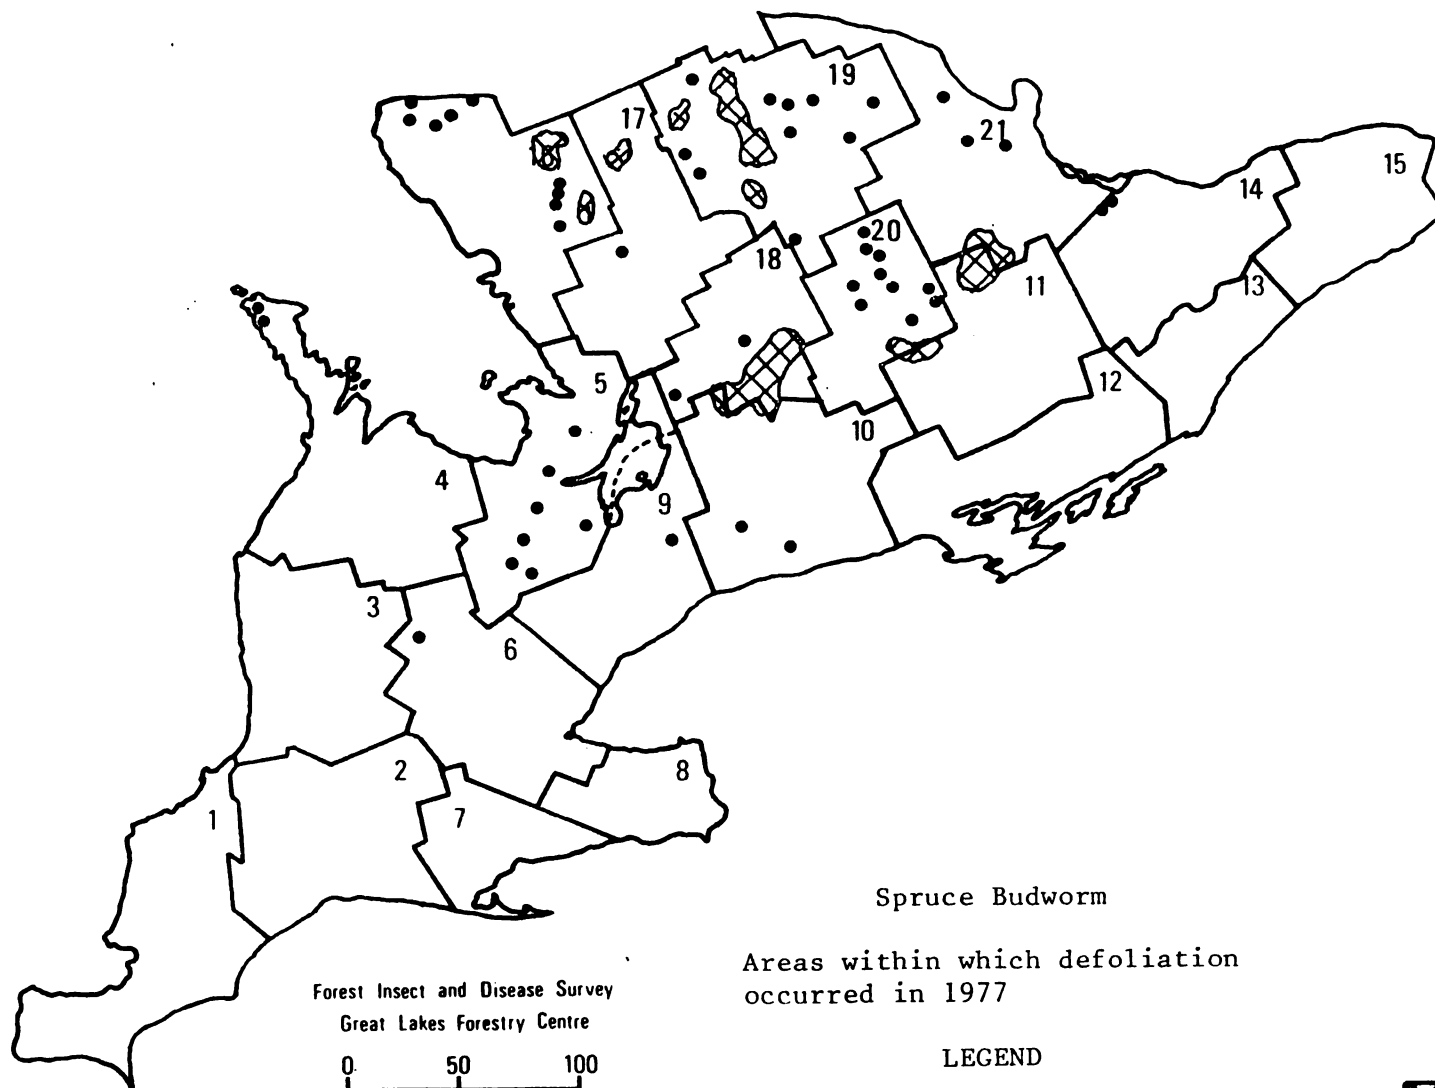 19
17
21
15
14
20
18
13
11
12
5
10
4
9
3
6
2
8
1
7
Spruce Budworm
Areas within which defoliation
occurred in 1977
Forest Insect and Disease Survey
Great Lakes Forestry Centre
LEGEND
0 50 100